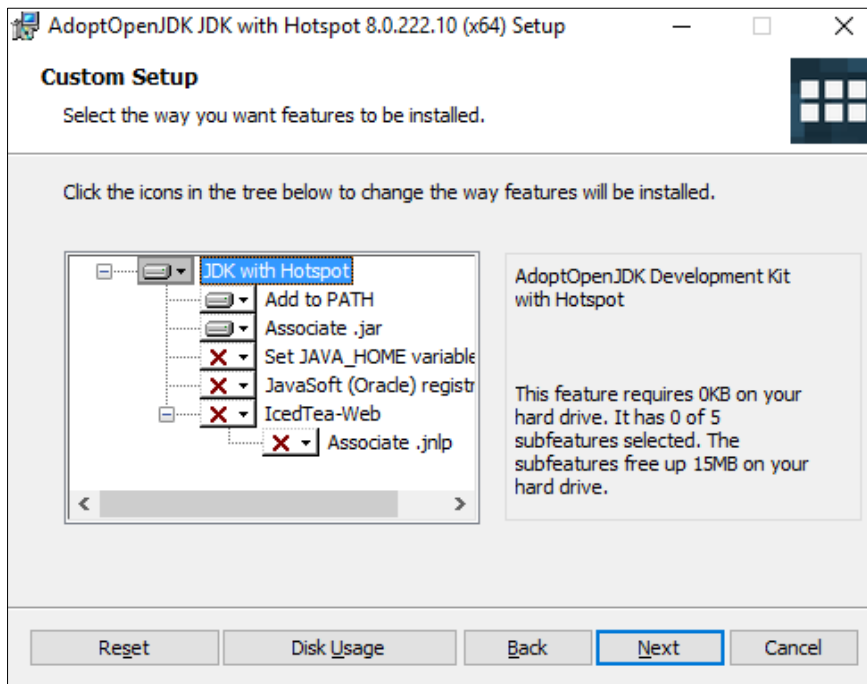 AdoptOpenJDK JDK with Hotspot 8.0.222.10 (x64) Setup
Custom Setup
Select the way you want features to be installed.
Click the icons in the tree below to change the way features will be installed.
JDK with Hotspot
Add to PATH
Associate .jar
Set JAVA_HOME variable
JavaSoft (Oracle) registr
IcedTea-Web
Associate .jnlp
AdoptOpenJDK Development Kit
with Hotspot
This feature requires 0KB on your
hard drive. It has 0 of 5
subfeatures selected. The
subfeatures free up 15MB on your
hard drive.
Reset
Disk Usage
Back
Next
Cancel